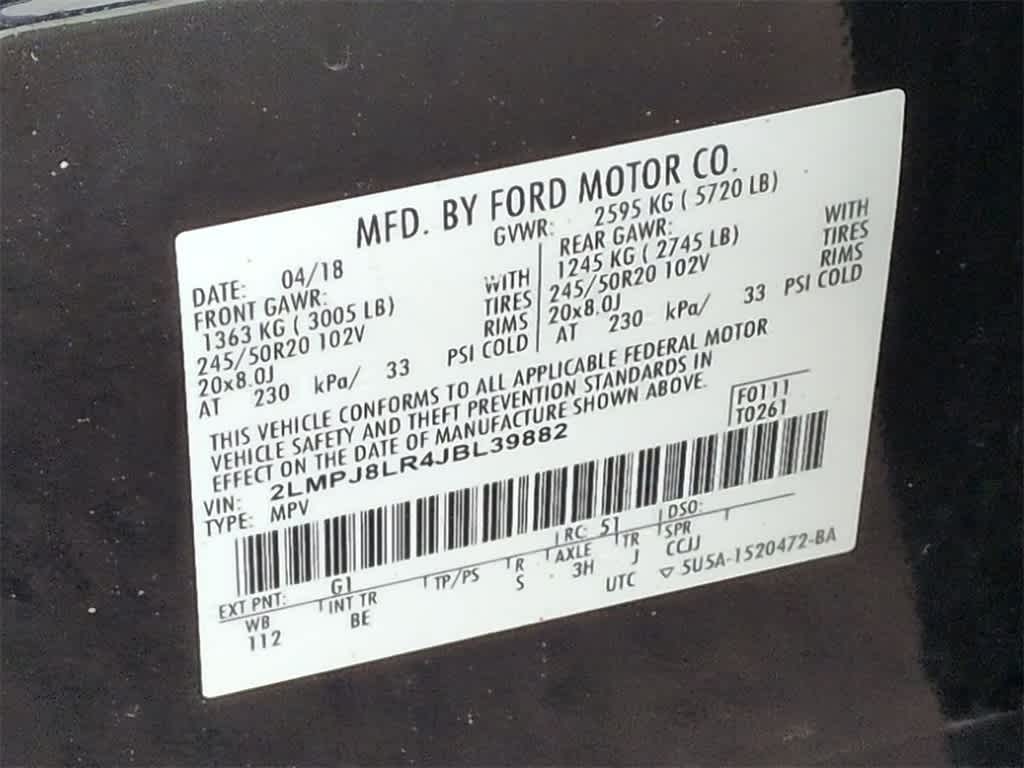 MFD. BY FORD MOTOR CO.
DATE: 04/18 GVWR: 2595 KG ( 5720 LB)
FRONT GAWR: REAR GAWR:
1363 KG ( 3005 LB) WITH 1245 KG ( 2745 LB) WITH
245/50R20 102V TIRES 245/50R20 102V TIRES
20x8.0J RIMS 20x8.0J RIMS
AT 230 kPa/ 33 PSI COLD AT 230 kPa/ 33 PSI COLD
THIS VEHICLE CONFORMS TO ALL APPLICABLE FEDERAL MOTOR
VEHICLE SAFETY AND THEFT PREVENTION STANDARDS IN
EFFECT ON THE DATE OF MANUFACTURE SHOWN ABOVE.
F0111
T0261
VIN: 2LMPJ8LR4JBL39882
TYPE: MPV
EXT PNT: G1 RC: 51 DSO:
WB INT TR TP/PS R AXLE TR SPR
112 BE S 3H J CCJJ
UTC ▽ 5U5A-1520472-BA